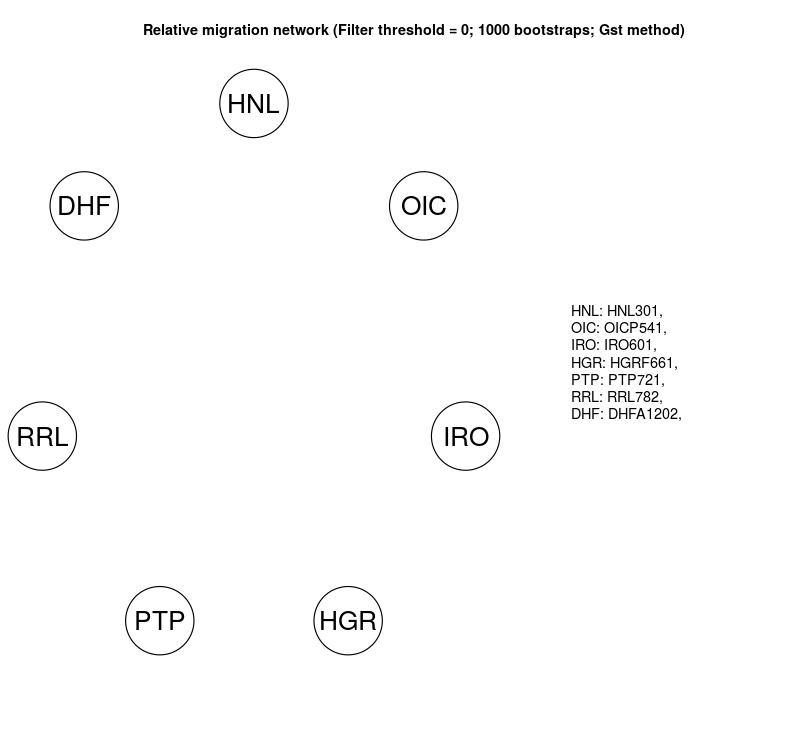 Relative migration network (Filter threshold = 0; 1000 bootstraps; Gst method)
HNL
DHF
OIC
HNL: HNL301,
OIC: OICP541,
IRO: IRO601,
HGR: HGRF661,
PTP: PTP721,
RRL: RRL782,
DHF: DHFA1202,
RRL
IRO
PTP
HGR